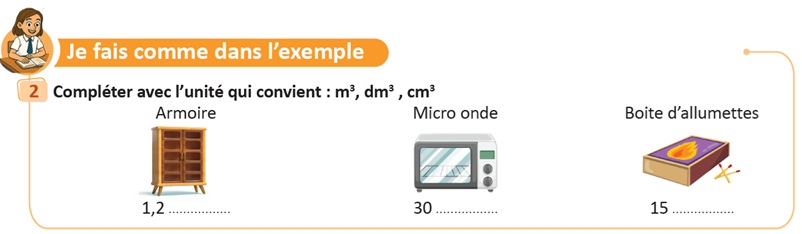 Je fais comme dans l'exemple
2 Compléter avec l'unité qui convient : m³, dm³ , cm³
Armoire Micro onde Boite d'allumettes
1,2 ................. 30 ................. 15 .................